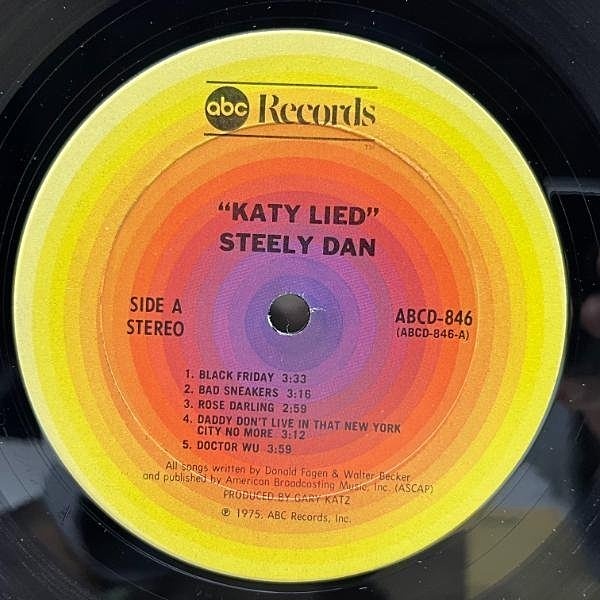 abc Records
TM
"KATY LIED"
STEELY DAN
SIDE A
STEREO
ABCD-846
(ABCD-846-A)
1. BLACK FRIDAY 3:33
2. BAD SNEAKERS 3:16
3. ROSE DARLING 2:59
4. DADDY DON'T LIVE IN THAT NEW YORK
CITY NO MORE 3:12
5. DOCTOR WU 3:59
All songs written by Donald Fagen & Walter Becker
and published by American Broadcasting Music, Inc. (ASCAP)
PRODUCED BY GARY KATZ
℗ 1975, ABC Records, Inc.